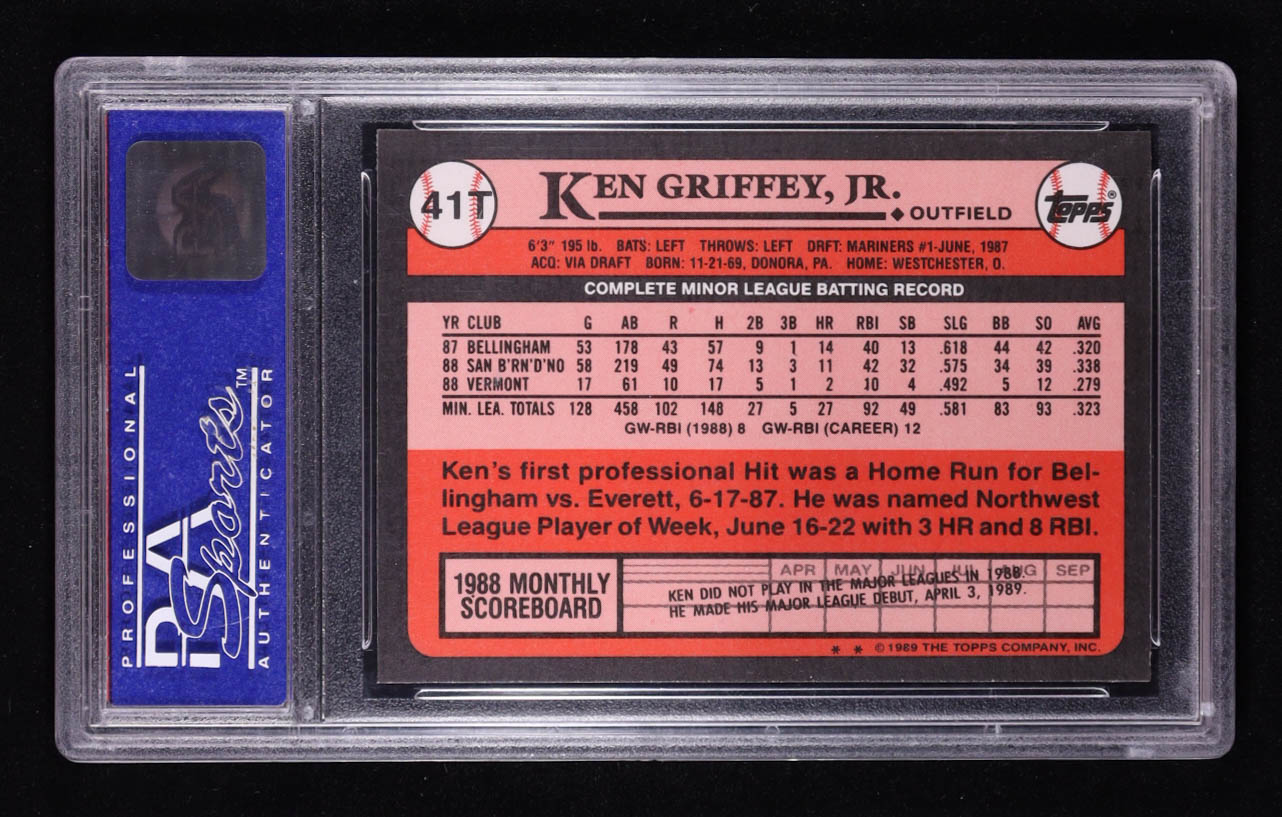 PROFESSIONAL
PSA
Sports™
AUTHENTICATOR
PSA
41T
KEN GRIFFEY, JR.
◆ OUTFIELD
TOPPS®
6'3" 195 lb. BATS: LEFT THROWS: LEFT DRFT: MARINERS #1-JUNE, 1987
ACQ: VIA DRAFT BORN: 11-21-69, DONORA, PA. HOME: WESTCHESTER, O.
COMPLETE MINOR LEAGUE BATTING RECORD
YR CLUB G AB R H 2B 3B HR RBI SB SLG BB SO AVG
87 BELLINGHAM 53 178 43 57 9 1 14 40 13 .618 44 42 .320
88 SAN B'RN'D'NO 58 219 49 74 13 3 11 42 32 .575 34 39 .338
88 VERMONT 17 61 10 17 5 1 2 10 4 .492 5 12 .279
MIN. LEA. TOTALS 128 458 102 148 27 5 27 92 49 .581 83 93 .323
GW-RBI (1988) 8 GW-RBI (CAREER) 12
Ken's first professional Hit was a Home Run for Bel-
lingham vs. Everett, 6-17-87. He was named Northwest
League Player of Week, June 16-22 with 3 HR and 8 RBI.
1988 MONTHLY
SCOREBOARD
APR MAY JUN JUL AUG SEP
KEN DID NOT PLAY IN THE MAJOR LEAGUES IN 1988.
HE MADE HIS MAJOR LEAGUE DEBUT, APRIL 3, 1989.
* * © 1989 THE TOPPS COMPANY, INC.